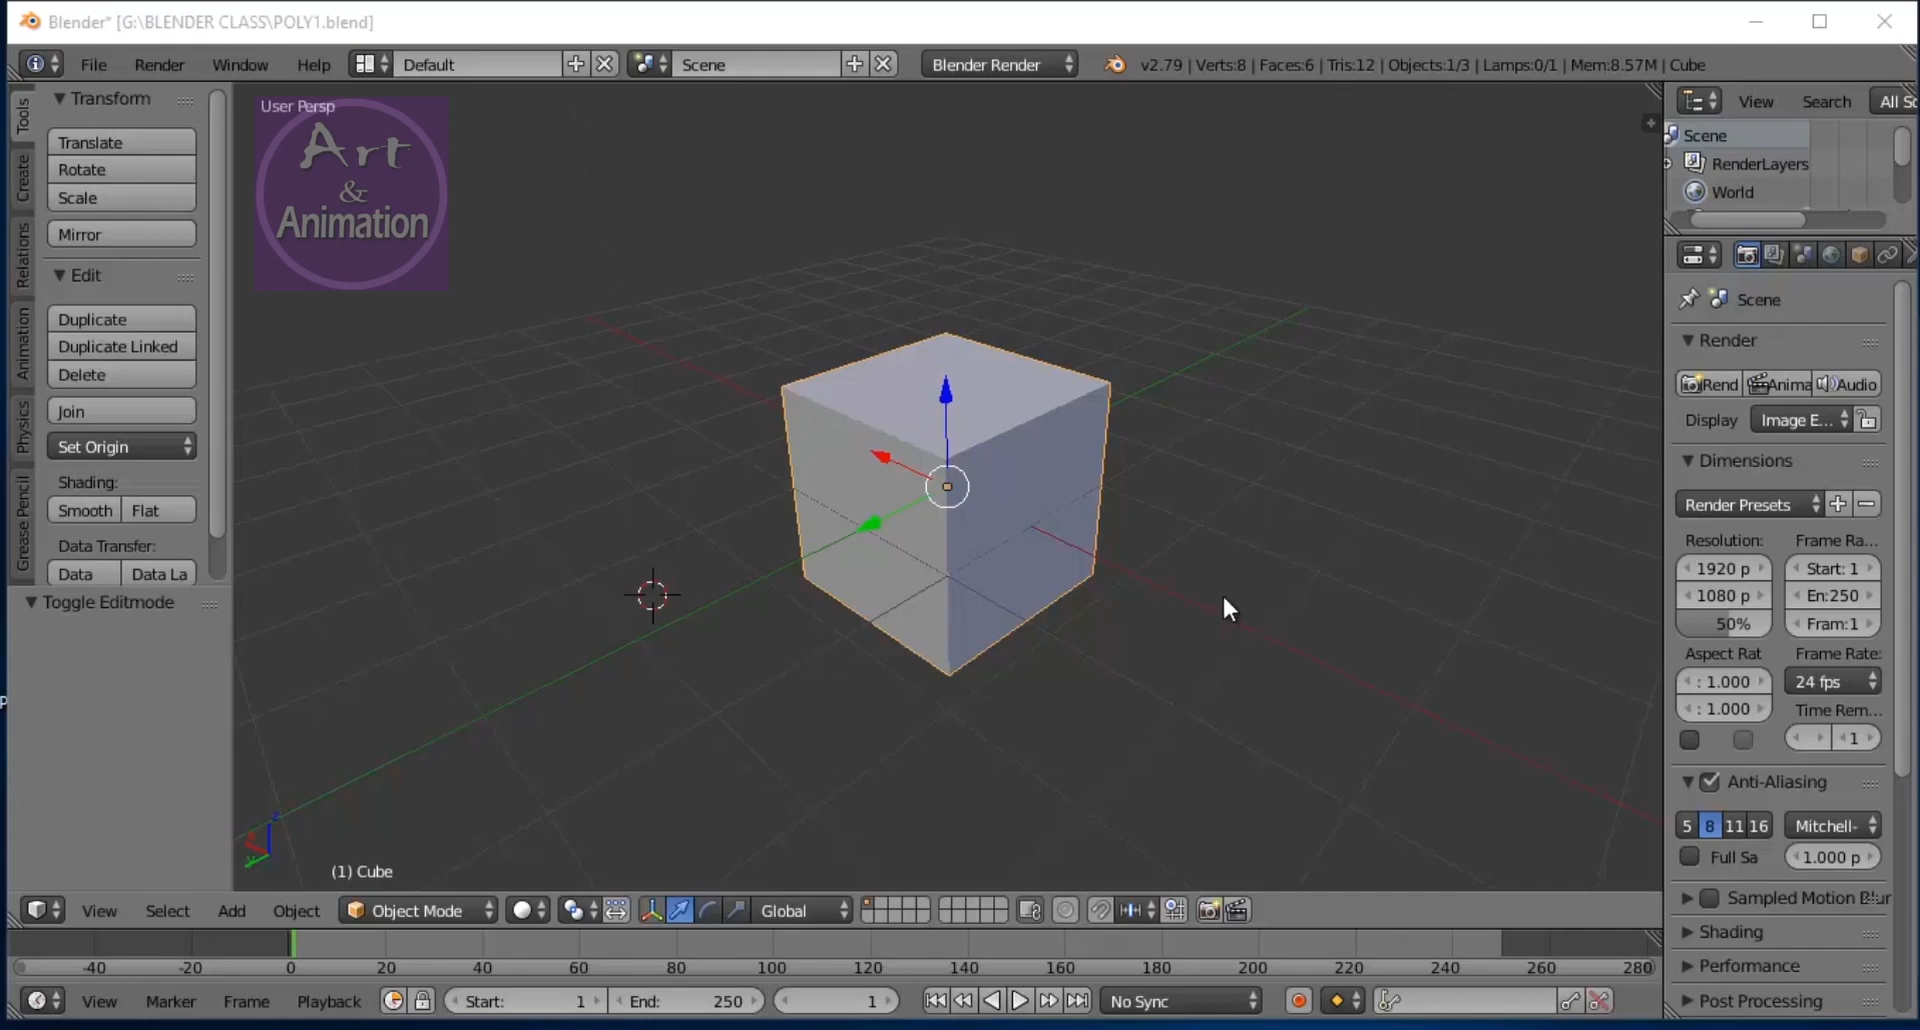 Blender* [G:\BLENDER CLASS\POLY1.blend]
File Render Window Help Default Scene Blender Render v2.79 | Verts:8 | Faces:6 | Tris:12 | Objects:1/3 | Lamps:0/1 | Mem:8.57M | Cube
Tools
Create
Relations
Animation
Physics
Grease Pencil
Transform
Translate
Rotate
Scale
Mirror
Edit
Duplicate
Duplicate Linked
Delete
Join
Set Origin
Shading:
Smooth Flat
Data Transfer:
Data Data La
Toggle Editmode
User Persp
Art
&
Animation
(1) Cube
View Search All Sc
Scene
RenderLayers
World
Scene
Render
Rend Anima Audio
Display Image E...
Dimensions
Render Presets
Resolution: Frame Ra...
1920 p Start: 1
1080 p En:250
50% Fram:1
Aspect Rat Frame Rate:
: 1.000 24 fps
: 1.000 Time Rem...
1
Anti-Aliasing
5 8 11 16 Mitchell-
Full Sa 1.000 p
Sampled Motion Blur
Shading
Performance
Post Processing
View Select Add Object Object Mode Global
-40 -20 0 20 40 60 80 100 120 140 160 180 200 220 240 260 280
View Marker Frame Playback Start: 1 End: 250 1 No Sync